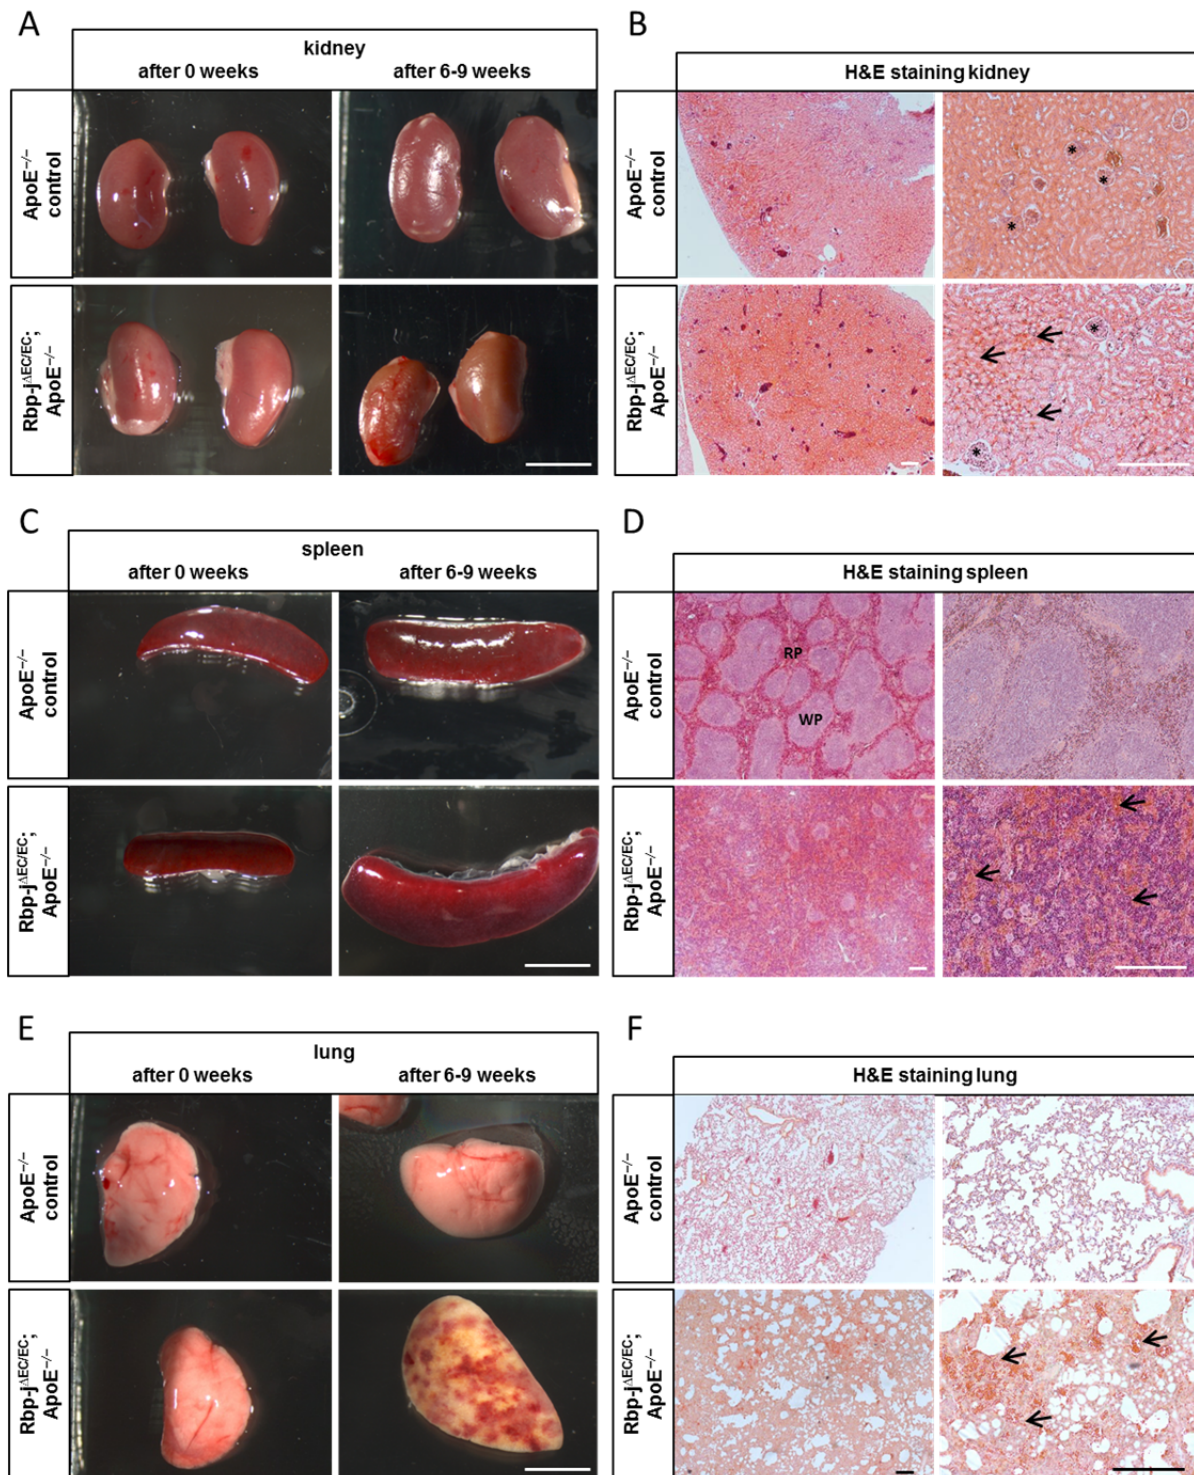 A
kidney
after 0 weeks
after 6-9 weeks
ApoE⁻/⁻
control
Rbp-jΔEC/EC;
ApoE⁻/⁻
B
H&E staining kidney
ApoE⁻/⁻
control
*
*
*
Rbp-jΔEC/EC;
ApoE⁻/⁻
*
*
C
spleen
after 0 weeks
after 6-9 weeks
ApoE⁻/⁻
control
Rbp-jΔEC/EC;
ApoE⁻/⁻
D
H&E staining spleen
ApoE⁻/⁻
control
RP
WP
Rbp-jΔEC/EC;
ApoE⁻/⁻
E
lung
after 0 weeks
after 6-9 weeks
ApoE⁻/⁻
control
Rbp-jΔEC/EC;
ApoE⁻/⁻
F
H&E staining lung
ApoE⁻/⁻
control
Rbp-jΔEC/EC;
ApoE⁻/⁻